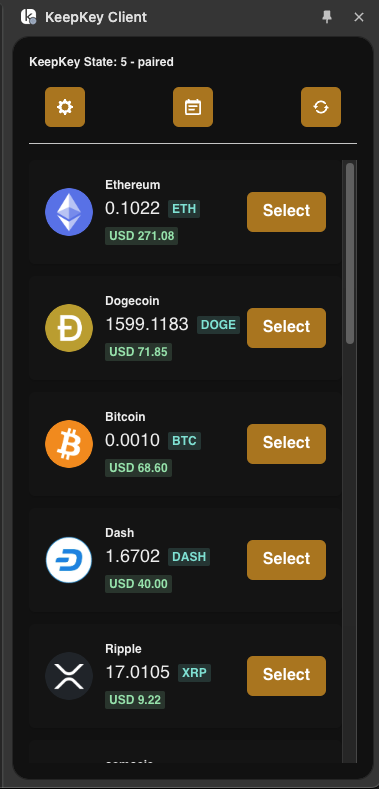 KeepKey Client
KeepKey State: 5 - paired
Ethereum
0.1022 ETH
USD 271.08
Select
Dogecoin
1599.1183 DOGE
USD 71.85
Select
Bitcoin
0.0010 BTC
USD 68.60
Select
Dash
1.6702 DASH
USD 40.00
Select
Ripple
17.0105 XRP
USD 9.22
Select